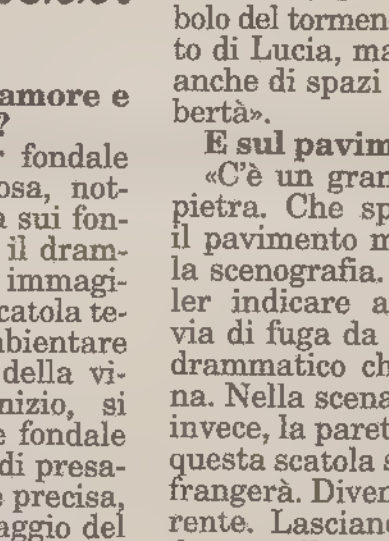 amore e
?
fondale
osa, not-
a sui fon-
il dram-
immagi-
catola te-
mbientare
della vi-
nizio, si
e fondale
di presa-
e precisa,
aggio del
bolo del tormen
to di Lucia, ma
anche di spazi
bertà».
E sul pavim
«C'è un gran
pietra. Che sp
il pavimento m
la scenografia.
ler indicare a
via di fuga da
drammatico ch
na. Nella scena
invece, la paret
questa scatola s
frangerà. Diven
rente. Lasciand